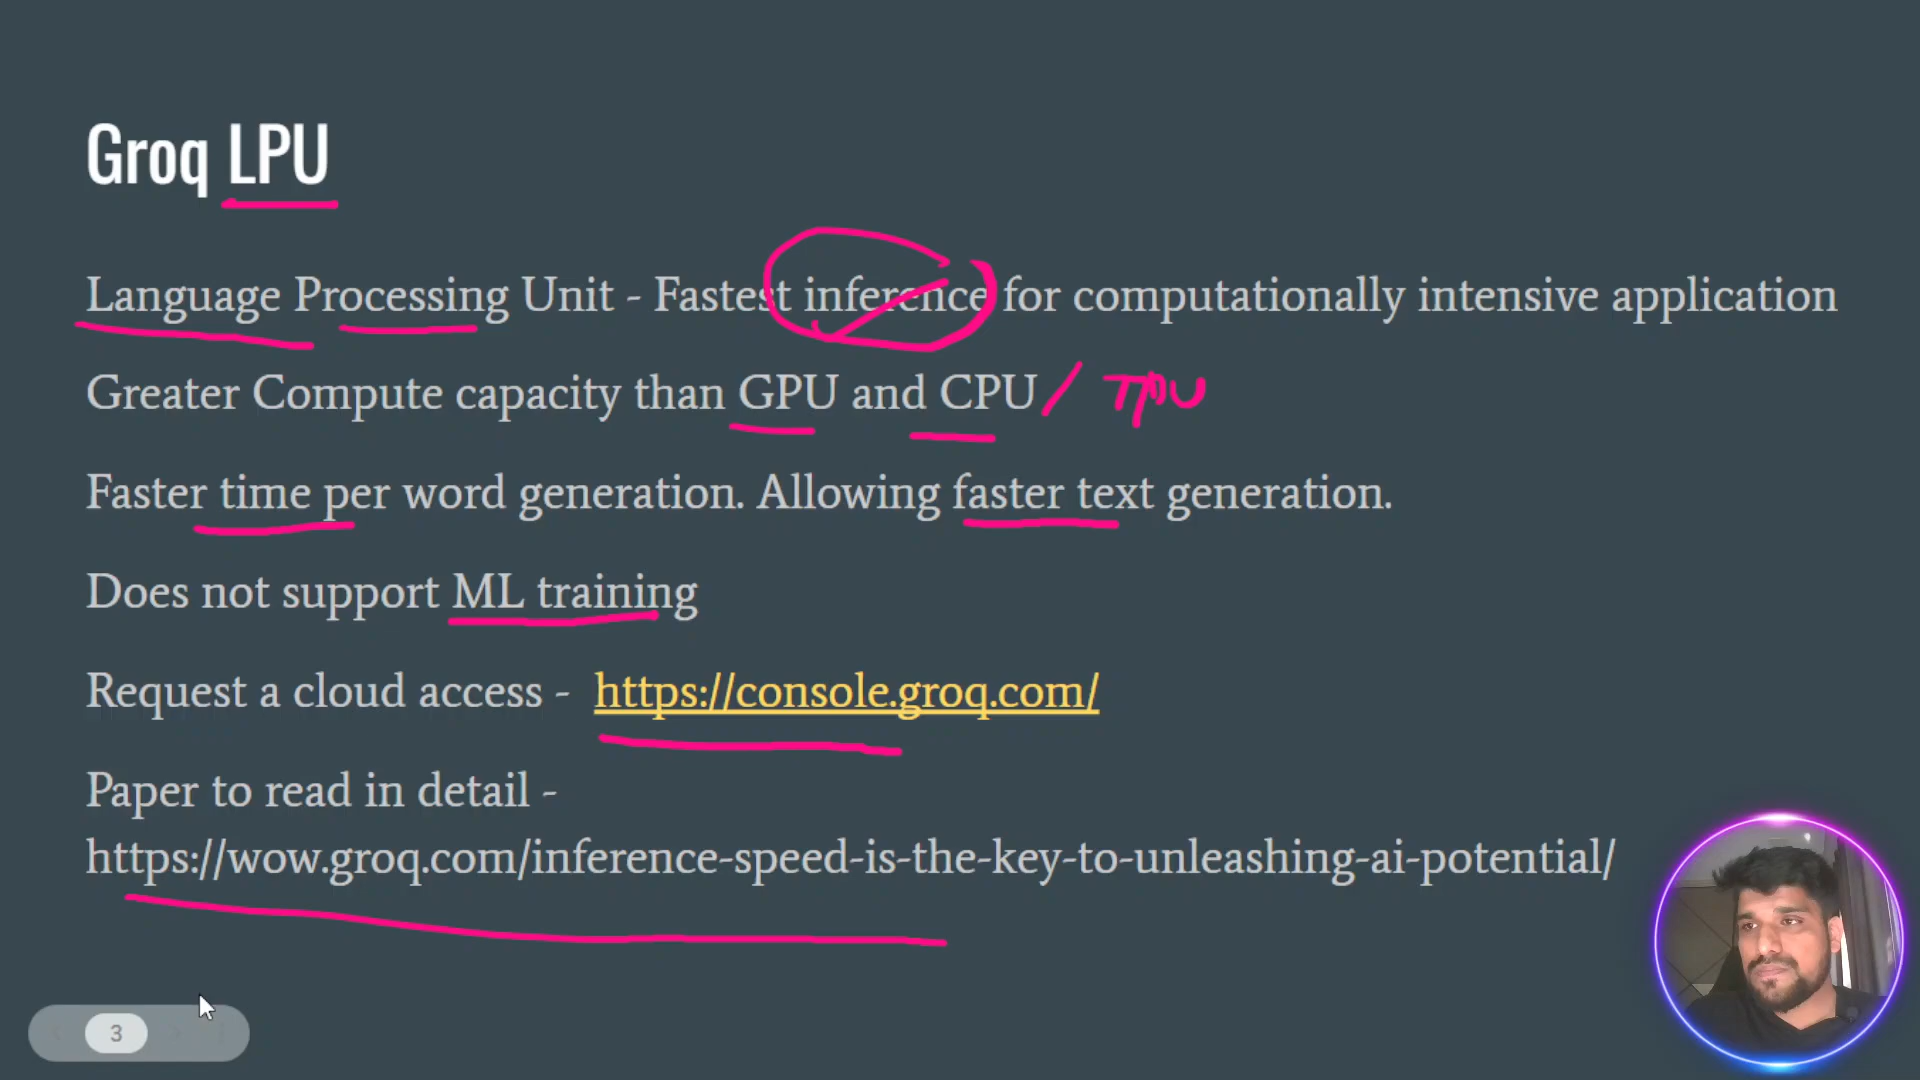 Groq LPU
Language Processing Unit - Fastest inference for computationally intensive application
Greater Compute capacity than GPU and CPU / TPU
Faster time per word generation. Allowing faster text generation.
Does not support ML training
Request a cloud access - https://console.groq.com/
Paper to read in detail -
https://wow.groq.com/inference-speed-is-the-key-to-unleashing-ai-potential/
3